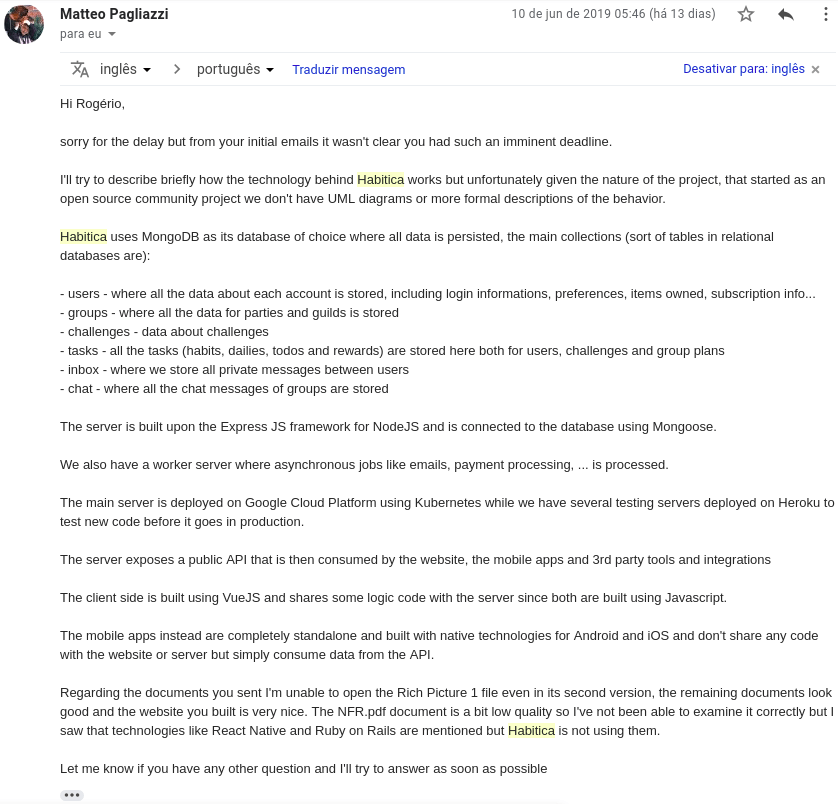 Matteo Pagliazzi
10 de jun de 2019 05:46 (há 13 dias)
para eu
inglês
português
Traduzir mensagem
Desativar para: inglês
Hi Rogério,
sorry for the delay but from your initial emails it wasn't clear you had such an imminent deadline.
I'll try to describe briefly how the technology behind Habitica works but unfortunately given the nature of the project, that started as an
open source community project we don't have UML diagrams or more formal descriptions of the behavior.
Habitica uses MongoDB as its database of choice where all data is persisted, the main collections (sort of tables in relational
databases are):
- users - where all the data about each account is stored, including login informations, preferences, items owned, subscription info...
- groups - where all the data for parties and guilds is stored
- challenges - data about challenges
- tasks - all the tasks (habits, dailies, todos and rewards) are stored here both for users, challenges and group plans
- inbox - where we store all private messages between users
- chat - where all the chat messages of groups are stored
The server is built upon the Express JS framework for NodeJS and is connected to the database using Mongoose.
We also have a worker server where asynchronous jobs like emails, payment processing, ... is processed.
The main server is deployed on Google Cloud Platform using Kubernetes while we have several testing servers deployed on Heroku to
test new code before it goes in production.
The server exposes a public API that is then consumed by the website, the mobile apps and 3rd party tools and integrations
The client side is built using VueJS and shares some logic code with the server since both are built using Javascript.
The mobile apps instead are completely standalone and built with native technologies for Android and iOS and don't share any code
with the website or server but simply consume data from the API.
Regarding the documents you sent I'm unable to open the Rich Picture 1 file even in its second version, the remaining documents look
good and the website you built is very nice. The NFR.pdf document is a bit low quality so I've not been able to examine it correctly but I
saw that technologies like React Native and Ruby on Rails are mentioned but Habitica is not using them.
Let me know if you have any other question and I'll try to answer as soon as possible